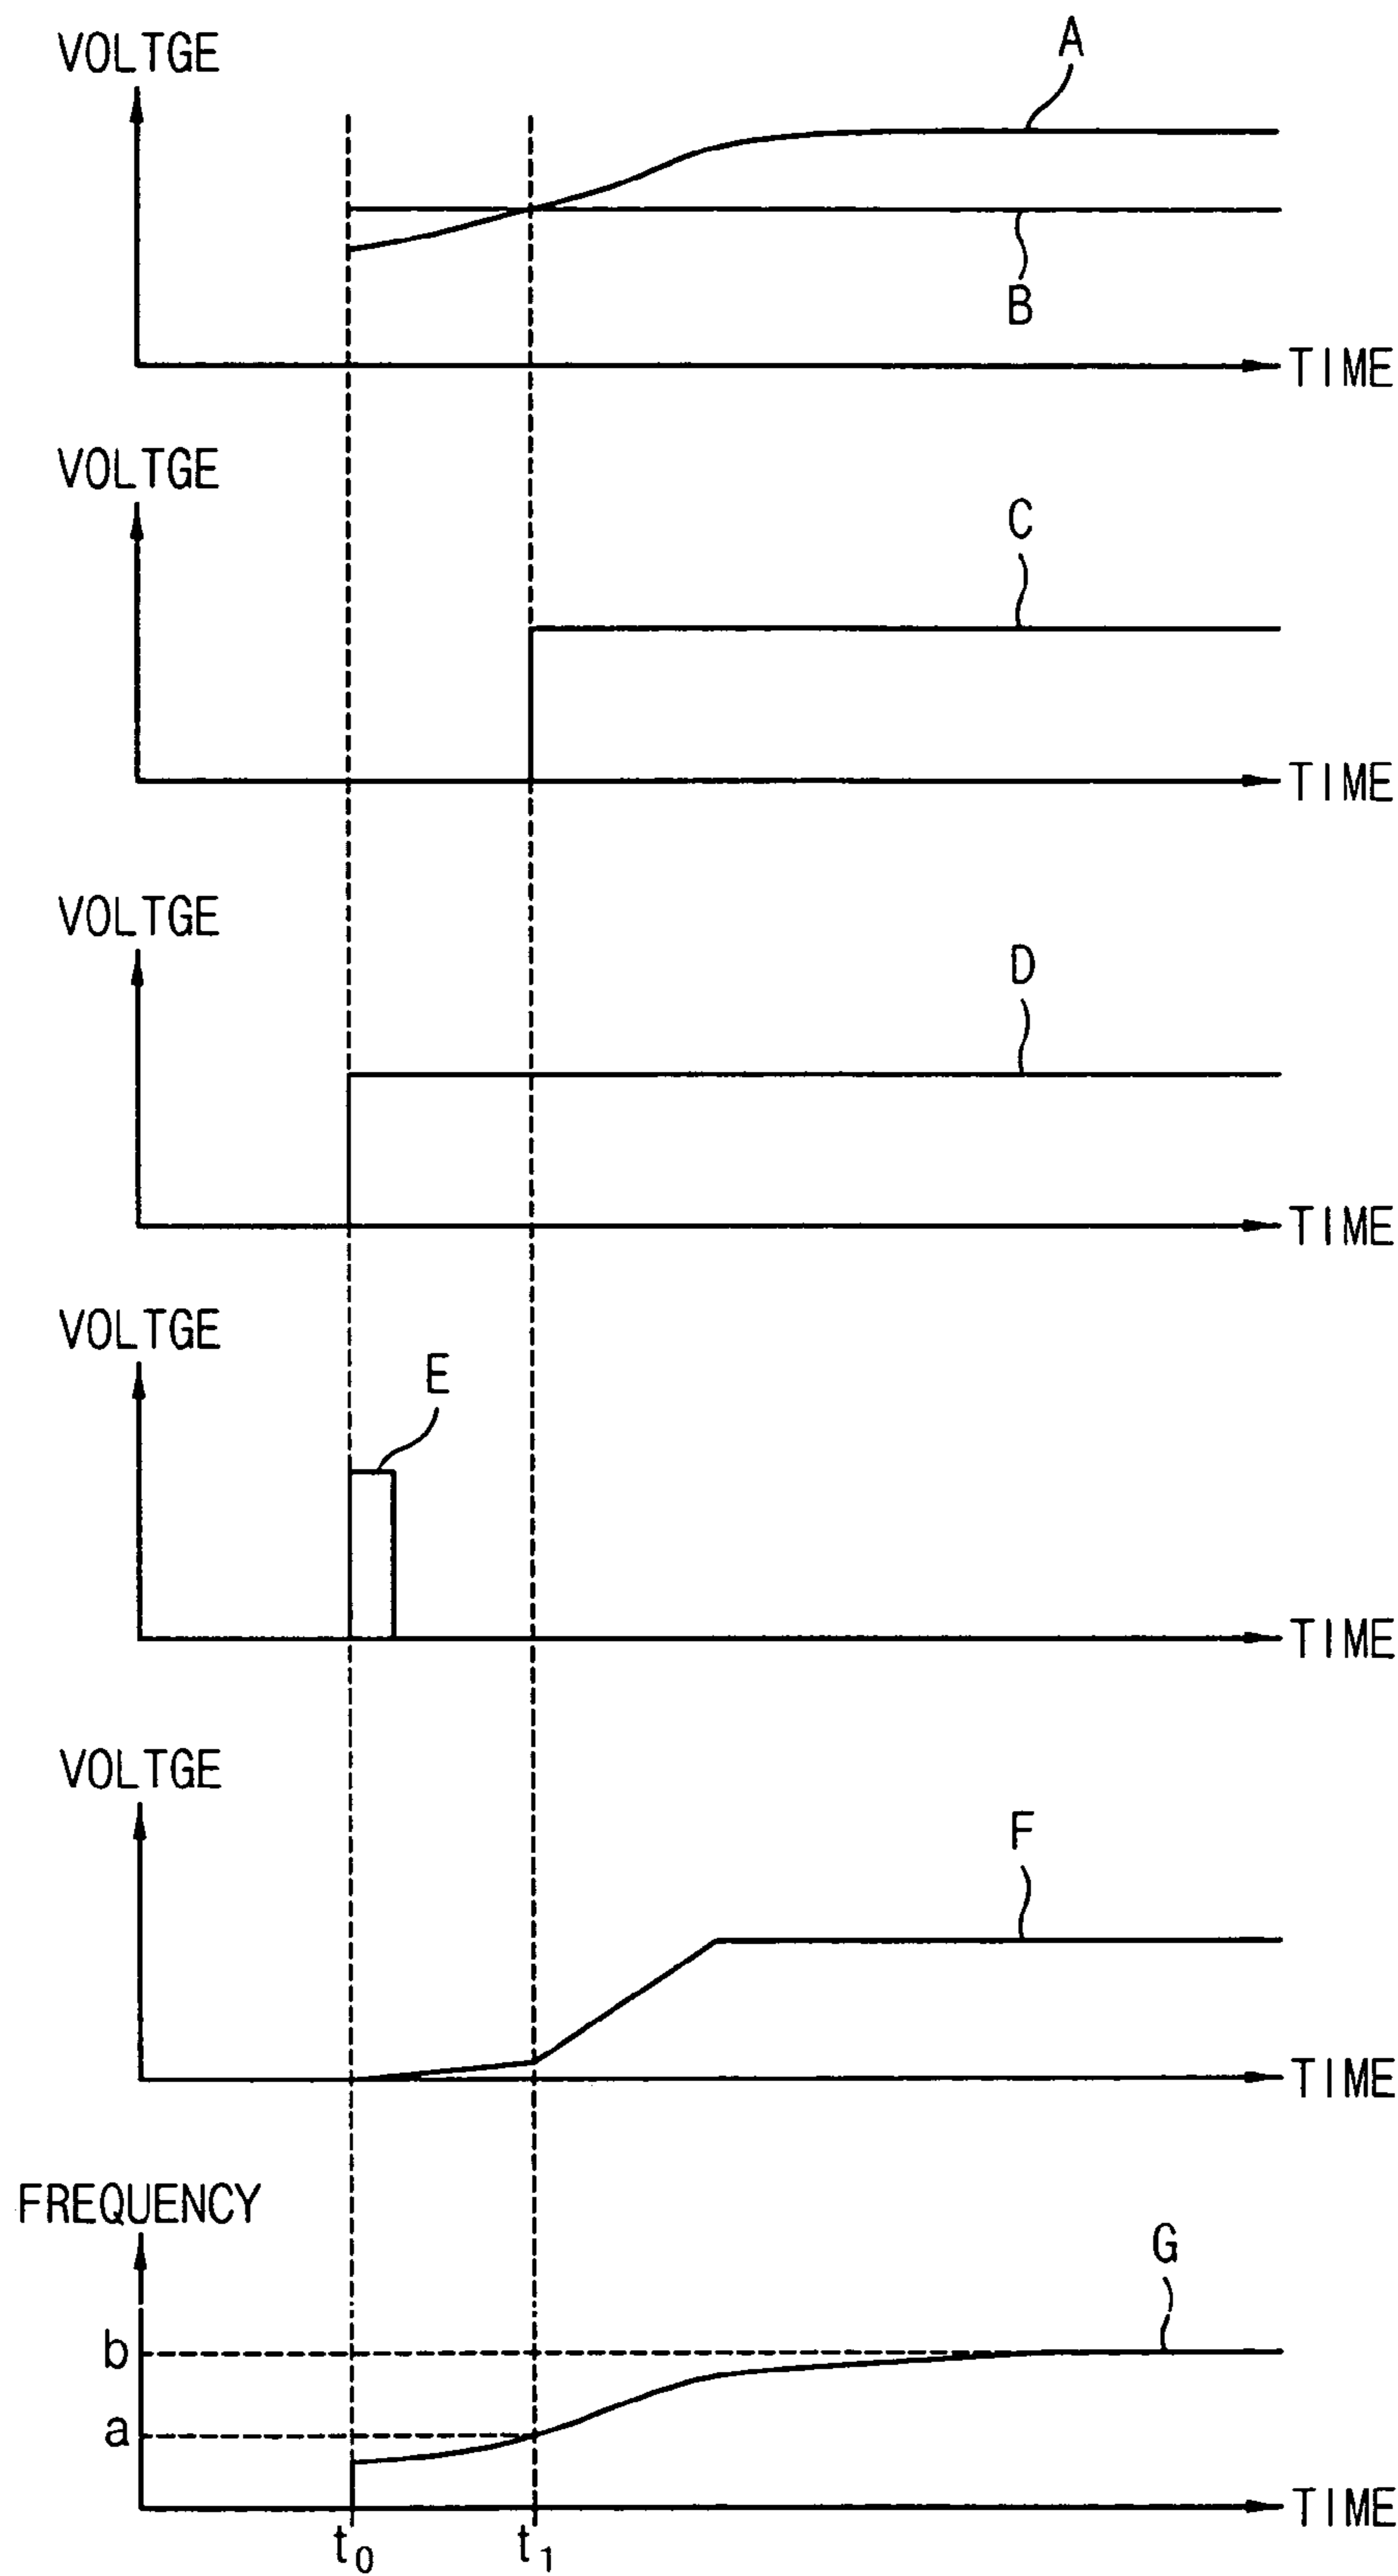 VOLTGE
A
B
TIME
VOLTGE
C
TIME
VOLTGE
D
TIME
VOLTGE
E
TIME
VOLTGE
F
TIME
FREQUENCY
G
b
a
TIME
t₀ t₁